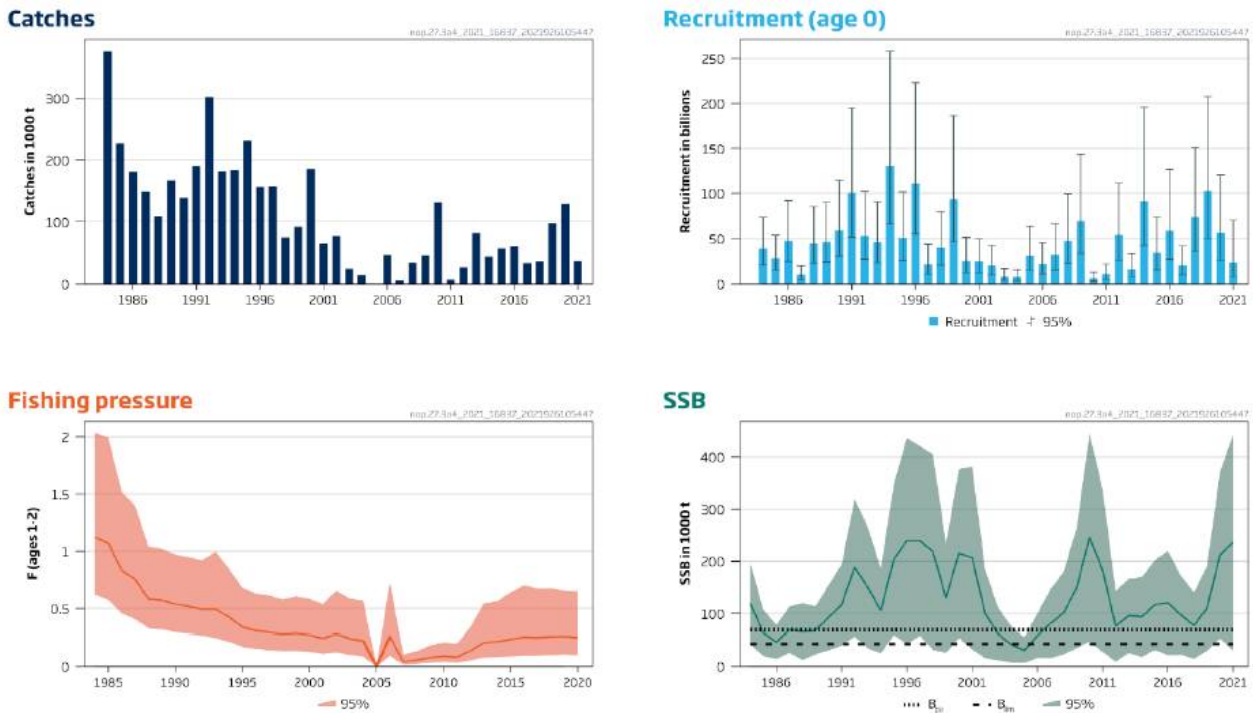 Catches
nop.27.3a4_2021_16837_2021926105447
Catches in 1000 t
300
200
100
0
1986 1991 1996 2001 2006 2011 2016 2021
Recruitment (age 0)
nop.27.3a4_2021_16837_2021926105447
Recruitment in billions
250
200
150
100
50
0
1986 1991 1996 2001 2006 2011 2016 2021
Recruitment 95%
Fishing pressure
nop.27.3a4_2021_16837_2021926105447
F (ages 1-2)
2
1.5
1
0.5
0
1985 1990 1995 2000 2005 2010 2015 2020
95%
SSB
nop.27.3a4_2021_16837_2021926105447
SSB in 1000 t
400
300
200
100
0
1986 1991 1996 2001 2006 2011 2016 2021
Bpa Blim 95%